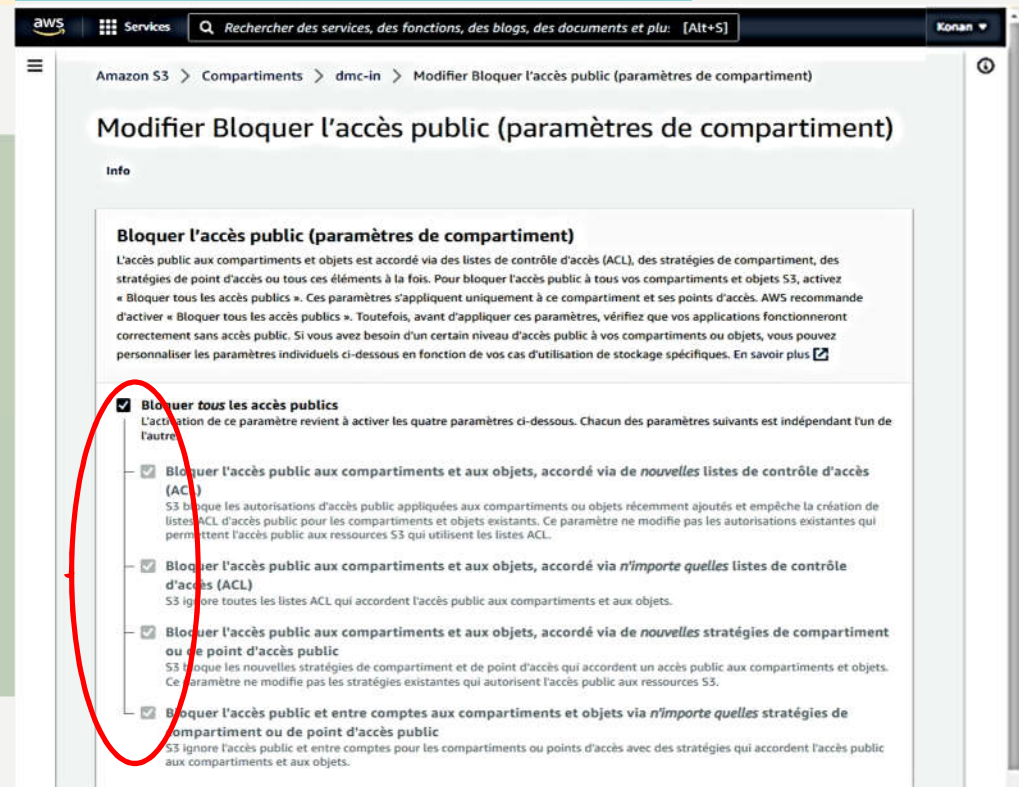 aws Services Rechercher des services, des fonctions, des blogs, des documents et plu: [Alt+S] Konan
Amazon S3 > Compartiments > dmc-in > Modifier Bloquer l'accès public (paramètres de compartiment)
Modifier Bloquer l'accès public (paramètres de compartiment)
Info
Bloquer l'accès public (paramètres de compartiment)
L'accès public aux compartiments et objets est accordé via des listes de contrôle d'accès (ACL), des stratégies de compartiment, des
stratégies de point d'accès ou tous ces éléments à la fois. Pour bloquer l'accès public à tous vos compartiments et objets S3, activez
« Bloquer tous les accès publics ». Ces paramètres s'appliquent uniquement à ce compartiment et ses points d'accès. AWS recommande
d'activer « Bloquer tous les accès publics ». Toutefois, avant d'appliquer ces paramètres, vérifiez que vos applications fonctionneront
correctement sans accès public. Si vous avez besoin d'un certain niveau d'accès public à vos compartiments ou objets, vous pouvez
personnaliser les paramètres individuels ci-dessous en fonction de vos cas d'utilisation de stockage spécifiques. En savoir plus
Bloquer tous les accès publics
L'activation de ce paramètre revient à activer les quatre paramètres ci-dessous. Chacun des paramètres suivants est indépendant l'un de
l'autre.
Bloquer l'accès public aux compartiments et aux objets, accordé via de nouvelles listes de contrôle d'accès
(ACL)
S3 bloque les autorisations d'accès public appliquées aux compartiments ou objets récemment ajoutés et empêche la création de
listes ACL d'accès public pour les compartiments et objets existants. Ce paramètre ne modifie pas les autorisations existantes qui
permettent l'accès public aux ressources S3 qui utilisent les listes ACL.
Bloquer l'accès public aux compartiments et aux objets, accordé via n'importe quelles listes de contrôle
d'accès (ACL)
S3 ignore toutes les listes ACL qui accordent l'accès public aux compartiments et aux objets.
Bloquer l'accès public aux compartiments et aux objets, accordé via de nouvelles stratégies de compartiment
ou de point d'accès public
S3 bloque les nouvelles stratégies de compartiment et de point d'accès qui accordent un accès public aux compartiments et objets.
Ce paramètre ne modifie pas les stratégies existantes qui autorisent l'accès public aux ressources S3.
Bloquer l'accès public et entre comptes aux compartiments et objets via n'importe quelles stratégies de
compartiment ou de point d'accès public
S3 ignore l'accès public et entre comptes pour les compartiments ou points d'accès avec des stratégies qui accordent l'accès public
aux compartiments et aux objets.